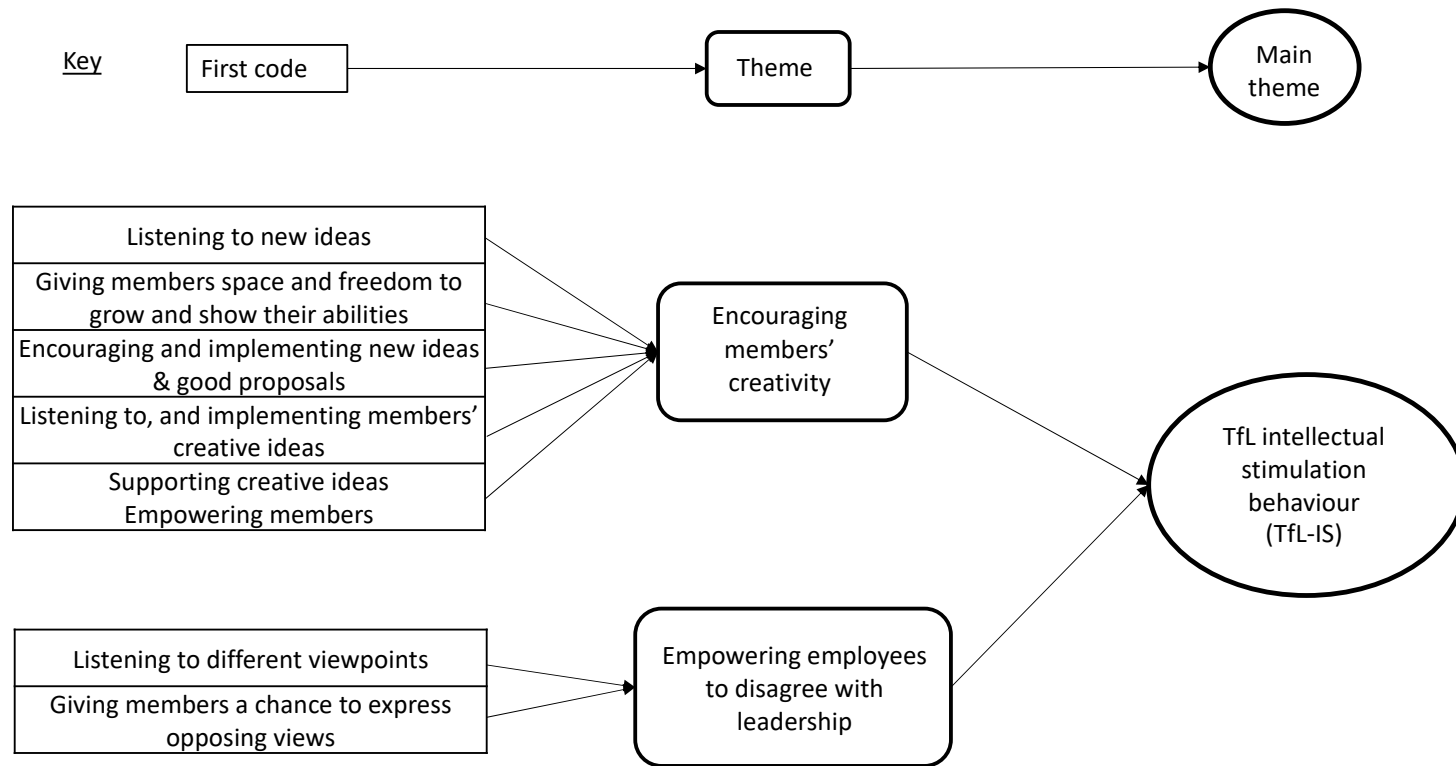 Key
First code
Theme
Main
theme
Listening to new ideas
Giving members space and freedom to
grow and show their abilities
Encouraging and implementing new ideas
& good proposals
Listening to, and implementing members’
creative ideas
Supporting creative ideas
Empowering members
Encouraging
members’
creativity
TfL intellectual
stimulation
behaviour
(TfL-IS)
Listening to different viewpoints
Giving members a chance to express
opposing views
Empowering employees
to disagree with
leadership